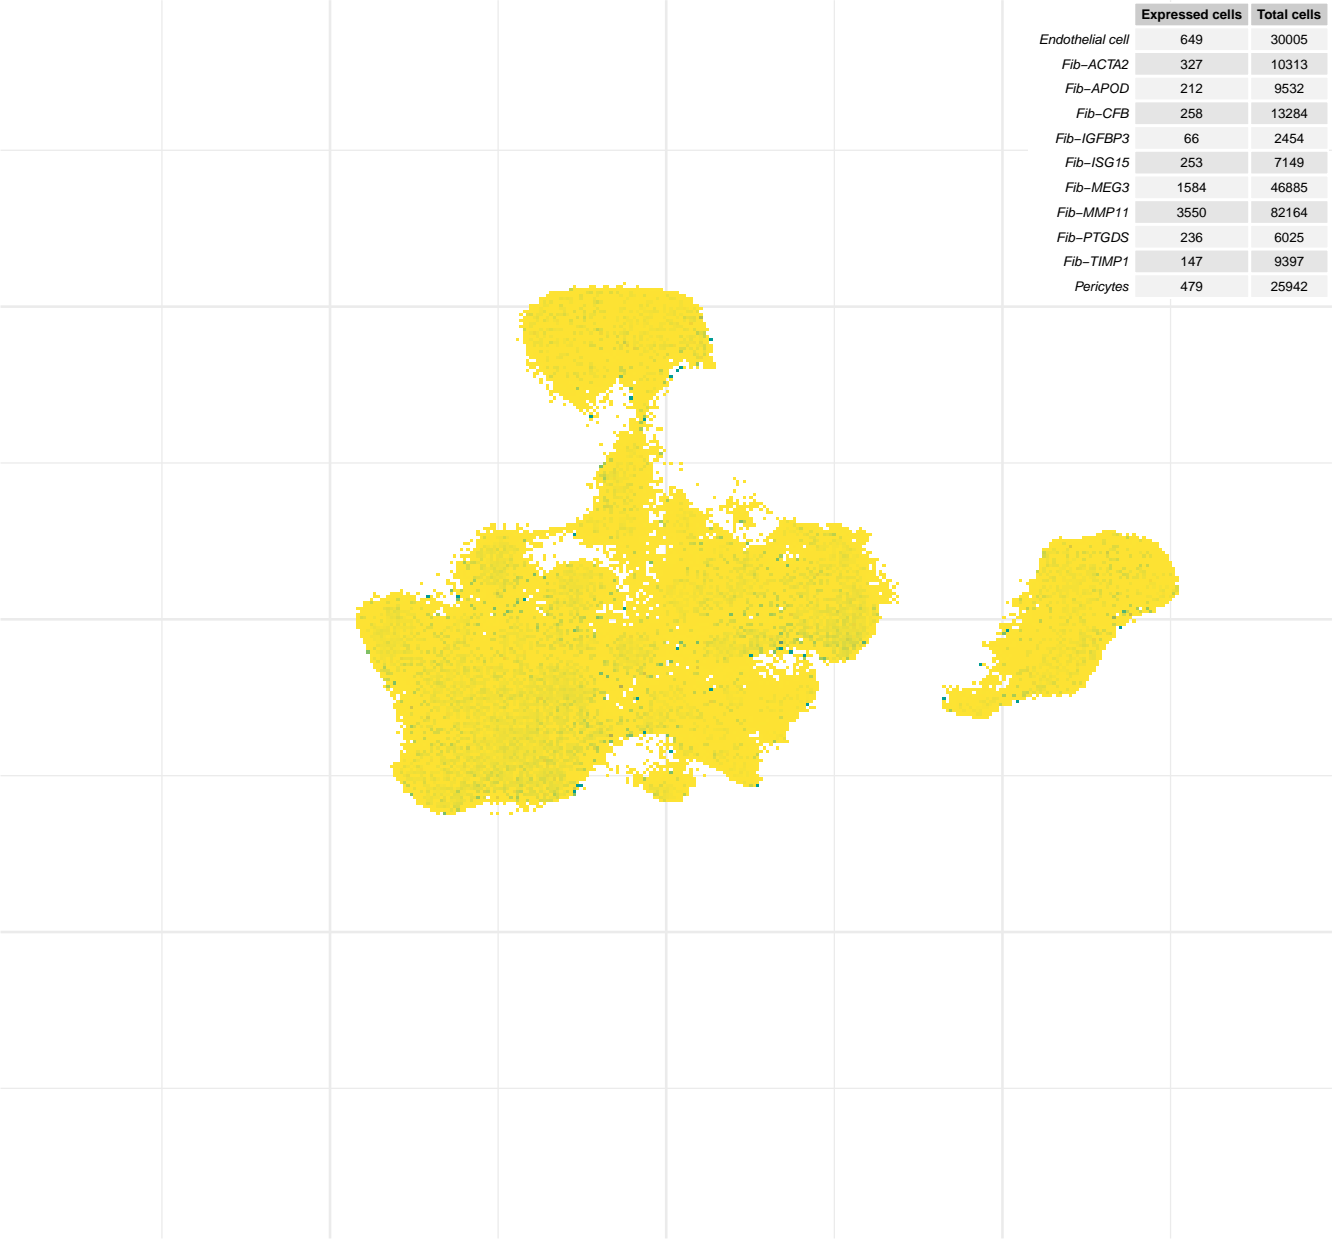 Expressed cells Total cells
Endothelial cell 649 30005
Fib−ACTA2 327 10313
Fib−APOD 212 9532
Fib−CFB 258 13284
Fib−IGFBP3 66 2454
Fib−ISG15 253 7149
Fib−MEG3 1584 46885
Fib−MMP11 3550 82164
Fib−PTGDS 236 6025
Fib−TIMP1 147 9397
Pericytes 479 25942